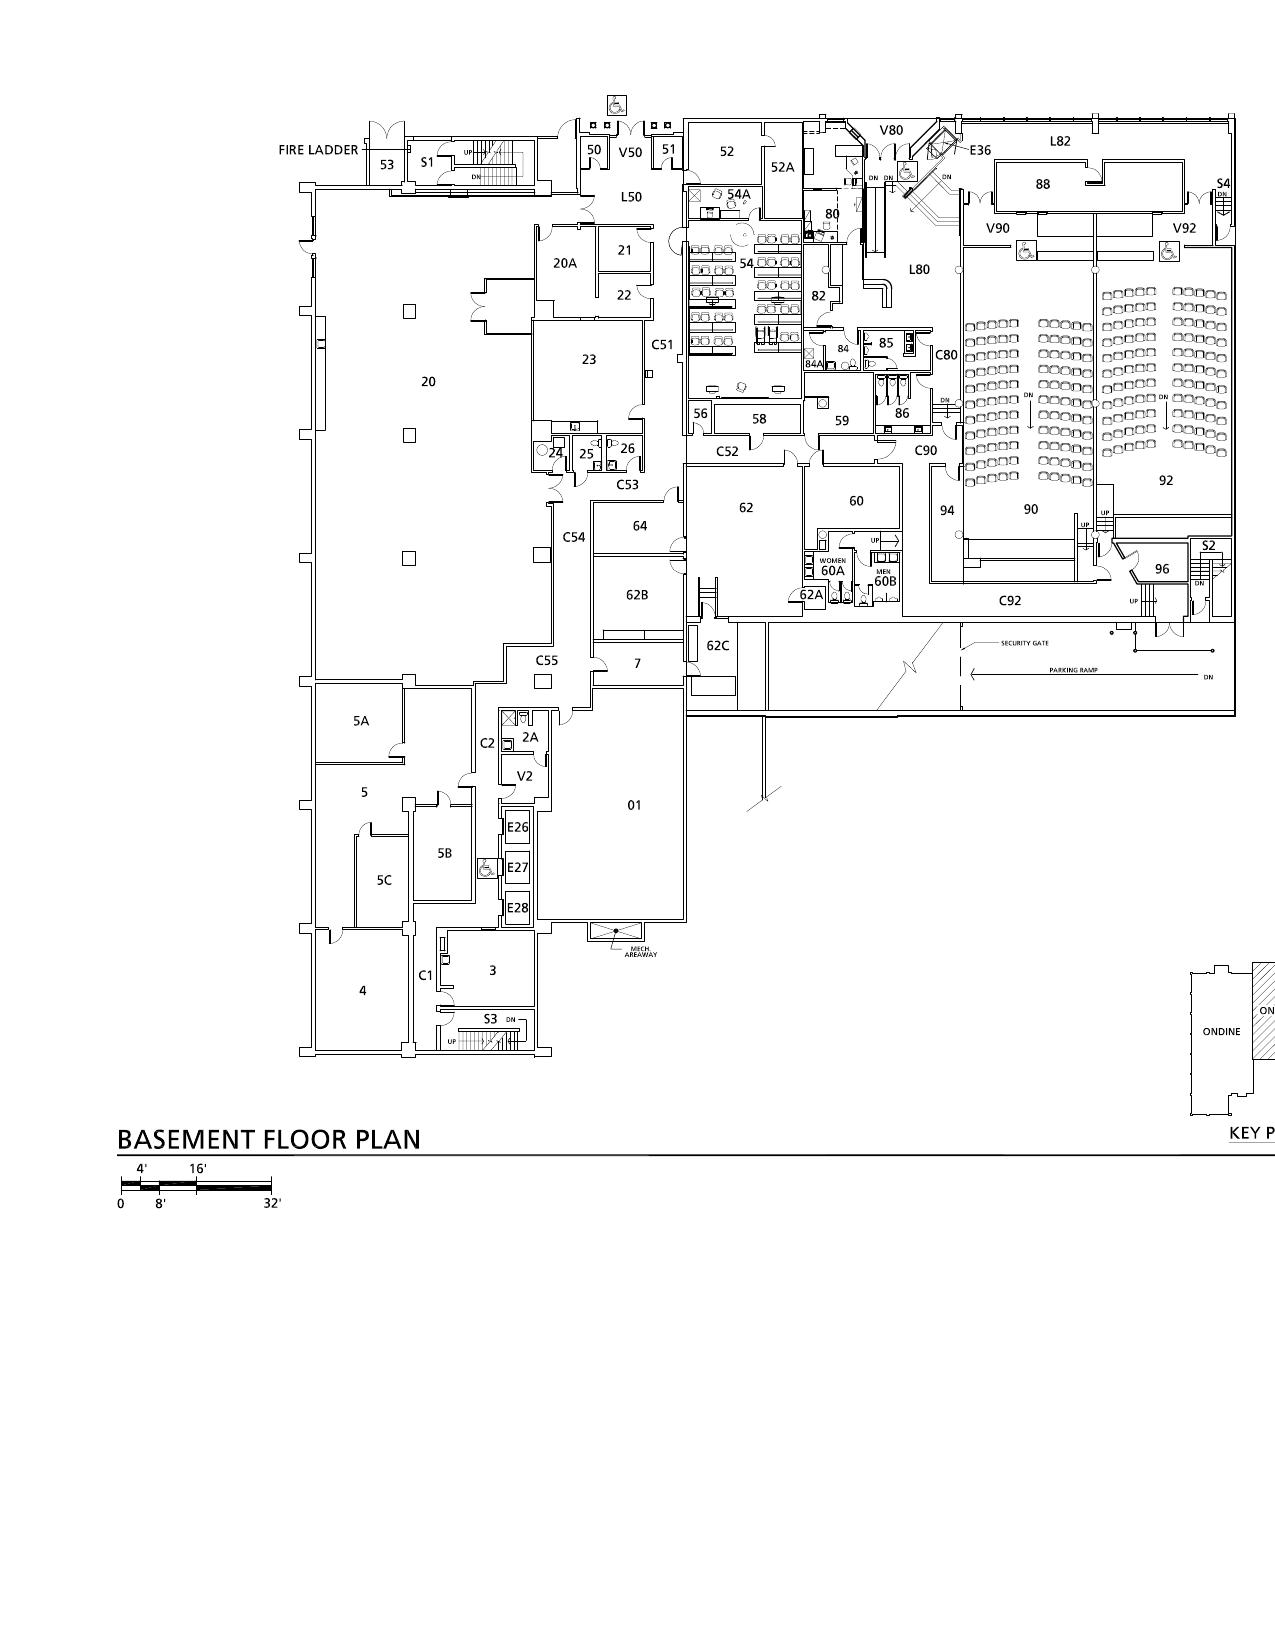 V80
FIRE LADDER
53
S1
UP
DN
50
V50
51
52
52A
E36
L82
88
S4
DN
L50
54A
80
DN
DN
DN
V90
V92
20A
21
22
54
82
L80
20
23
C51
84
84A
85
C80
DN
DN
DN
24
25
26
56
58
59
86
C52
C90
C53
92
64
C54
62
60
94
90
UP
UP
UP
S2
WOMEN
60A
MEN
60B
96
DN
62B
62A
C92
UP
62C
SECURITY GATE
C55
7
PARKING RAMP
DN
5A
C2
2A
V2
5
01
E26
5B
E27
5C
E28
MECH.
AREAWAY
C1
3
4
S3
DN
UP
ONDINE
ON
BASEMENT FLOOR PLAN
KEY P
4'
16'
0
8'
32'